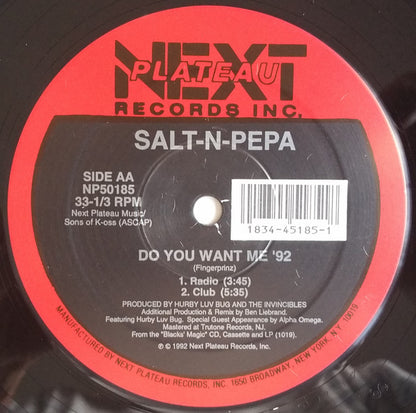 NEXT
PLATEAU
RECORDS INC.
SALT-N-PEPA
SIDE AA
NP50185
33-1/3 RPM
Next Plateau Music/
Sons of K-oss (ASCAP)
1834-45185-1
DO YOU WANT ME '92
(Fingerprinz)
1. Radio (3:45)
2. Club (5:35)
PRODUCED BY HURBY LUV BUG AND THE INVINCIBLES
Additional Production & Remix by Ben Liebrand.
Featuring Hurby Luv Bug. Special Guest Appearance by Alpha Omega.
Mastered at Trutone Records, NJ.
From the "Blacks' Magic" CD, Cassette and LP (1019).
℗ © 1992 Next Plateau Records, Inc.
MANUFACTURED BY NEXT PLATEAU RECORDS, INC. 1650 BROADWAY, NEW YORK, N.Y. 10019